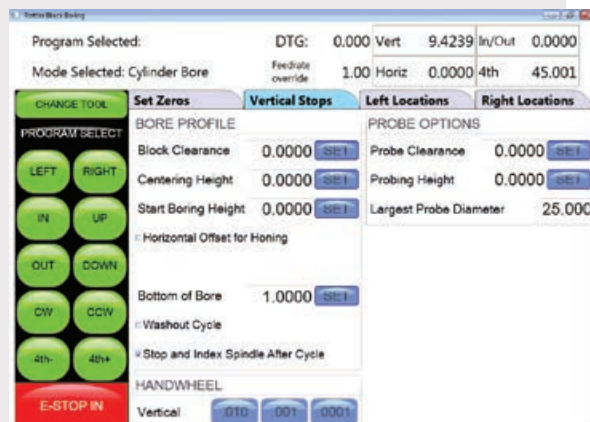 Rottler Block Boring
Program Selected: DTG: 0.000 Vert 9.4239 In/Out 0.0000
Mode Selected: Cylinder Bore Feedrate override 1.00 Horiz 0.0000 4th 45.001
CHANGE TOOL Set Zeros Vertical Stops Left Locations Right Locations
PROGRAM SELECT BORE PROFILE PROBE OPTIONS
Block Clearance 0.0000 SET Probe Clearance 0.0000 SET
LEFT RIGHT Centering Height 0.0000 SET Probing Height 0.0000 SET
IN UP Start Boring Height 0.0000 SET Largest Probe Diameter 25.000
Horizontal Offset for Honing
OUT DOWN
Bottom of Bore 1.0000 SET
CW CCW Washout Cycle
4th- 4th+ Stop and Index Spindle After Cycle
HANDWHEEL
E-STOP IN Vertical .010 .001 .0001